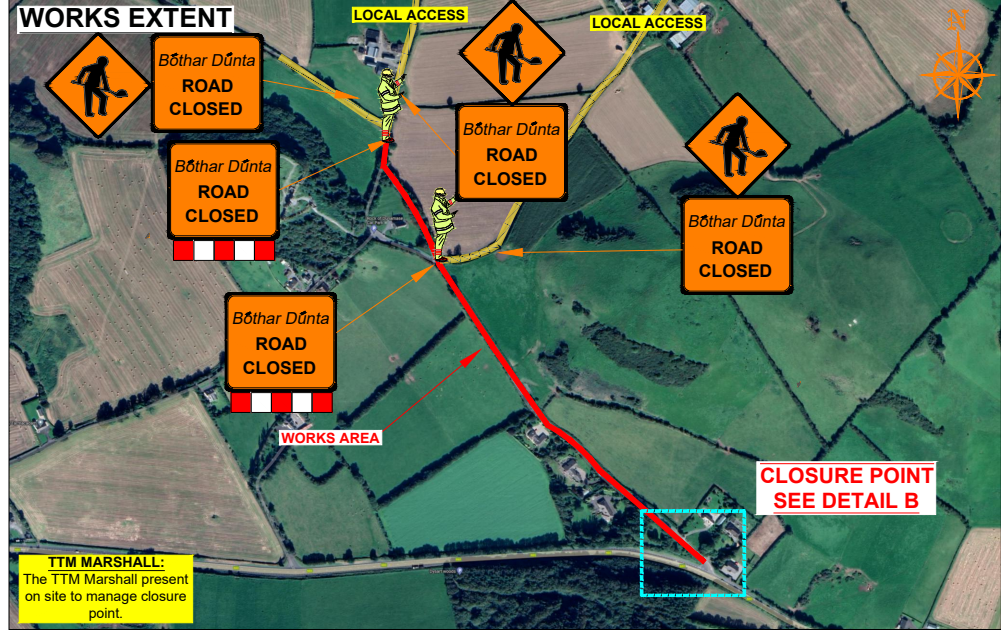 WORKS EXTENT
LOCAL ACCESS
LOCAL ACCESS
N
Bóthar Dúnta
ROAD
CLOSED
Bóthar Dúnta
ROAD
CLOSED
Bóthar Dúnta
ROAD
CLOSED
Bóthar Dúnta
ROAD
CLOSED
Bóthar Dúnta
ROAD
CLOSED
WORKS AREA
CLOSURE POINT
SEE DETAIL B
TTM MARSHALL:
The TTM Marshall present
on site to manage closure
point.